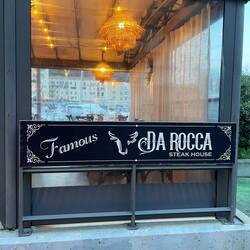 Famous DA ROCCA
STEAK HOUSE